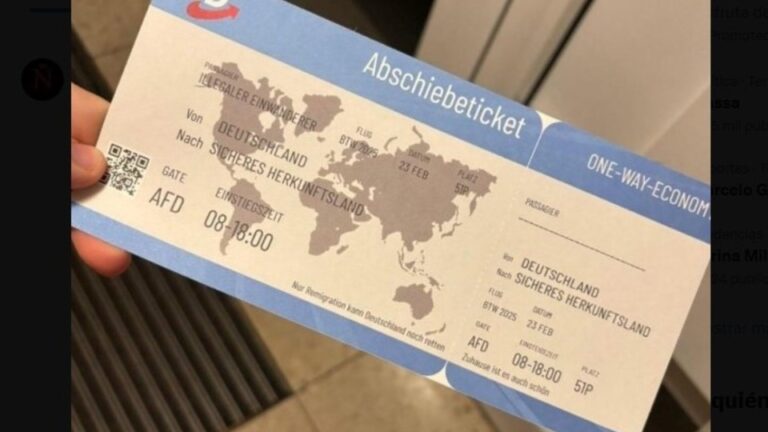 Abschiebeticket
PASSAGIER
ILLEGALER EINWANDERER
Von DEUTSCHLAND
Nach SICHERES HERKUNFTSLAND
FLUG
BTW 2025
DATUM
23 FEB
PLATZ
51P
GATE
AFD
EINSTIEGSZEIT
08-18:00
Nur Remigration kann Deutschland noch retten
ONE-WAY-ECONOM
PASSAGIER
Von DEUTSCHLAND
Nach SICHERES HERKUNFTSLAND
FLUG
BTW 2025
DATUM
23 FEB
GATE
AFD
EINSTIEGSZEIT
08-18:00
PLATZ
51P
Zuhause ist es auch schön
quién